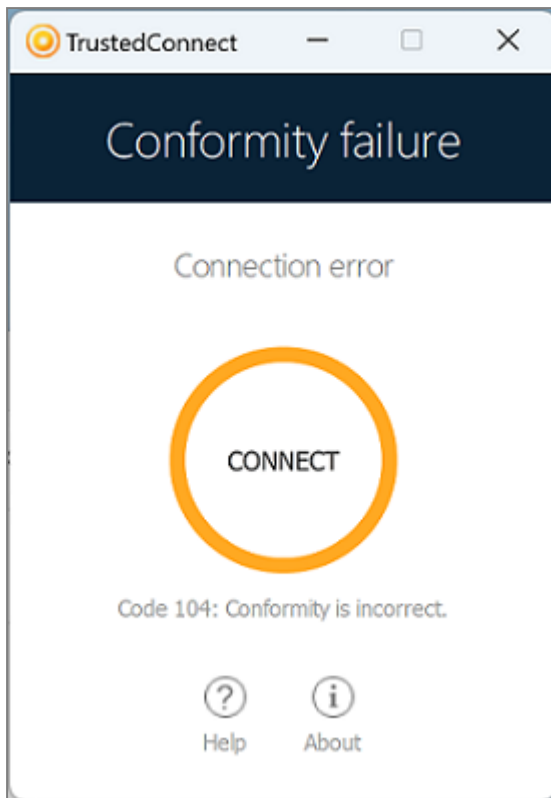 TrustedConnect
Conformity failure
Connection error
CONNECT
Code 104: Conformity is incorrect.
Help About